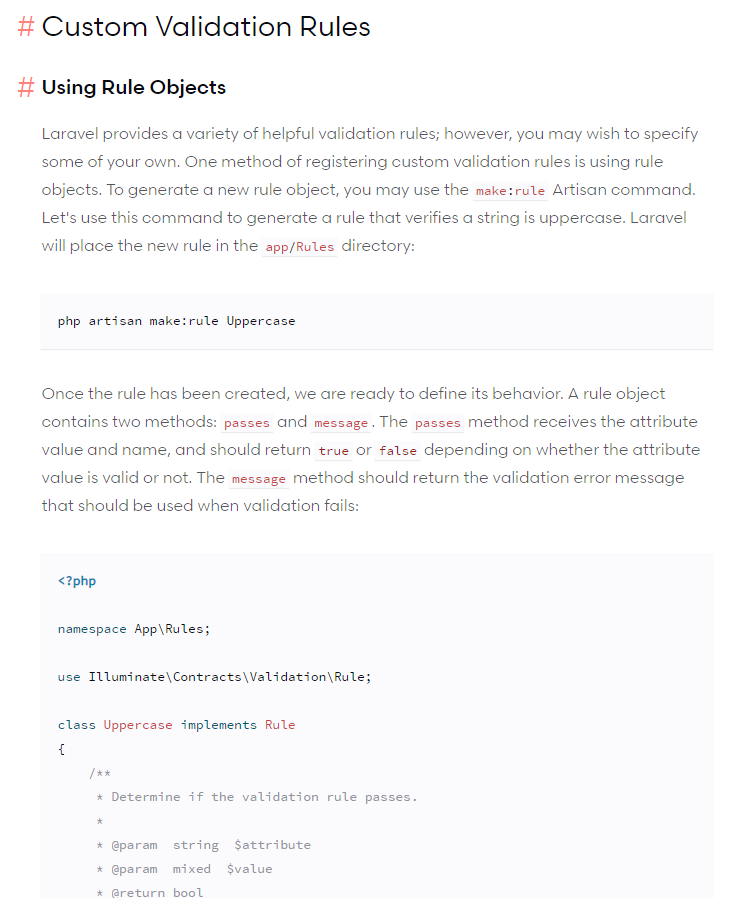 # Custom Validation Rules
# Using Rule Objects
Laravel provides a variety of helpful validation rules; however, you may wish to specify
some of your own. One method of registering custom validation rules is using rule
objects. To generate a new rule object, you may use the make:rule Artisan command.
Let's use this command to generate a rule that verifies a string is uppercase. Laravel
will place the new rule in the app/Rules directory:
php artisan make:rule Uppercase
Once the rule has been created, we are ready to define its behavior. A rule object
contains two methods: passes and message. The passes method receives the attribute
value and name, and should return true or false depending on whether the attribute
value is valid or not. The message method should return the validation error message
that should be used when validation fails:
<?php
namespace App\Rules;
use Illuminate\Contracts\Validation\Rule;
class Uppercase implements Rule
{
/**
* Determine if the validation rule passes.
*
* @param string $attribute
* @param mixed $value
* @return bool